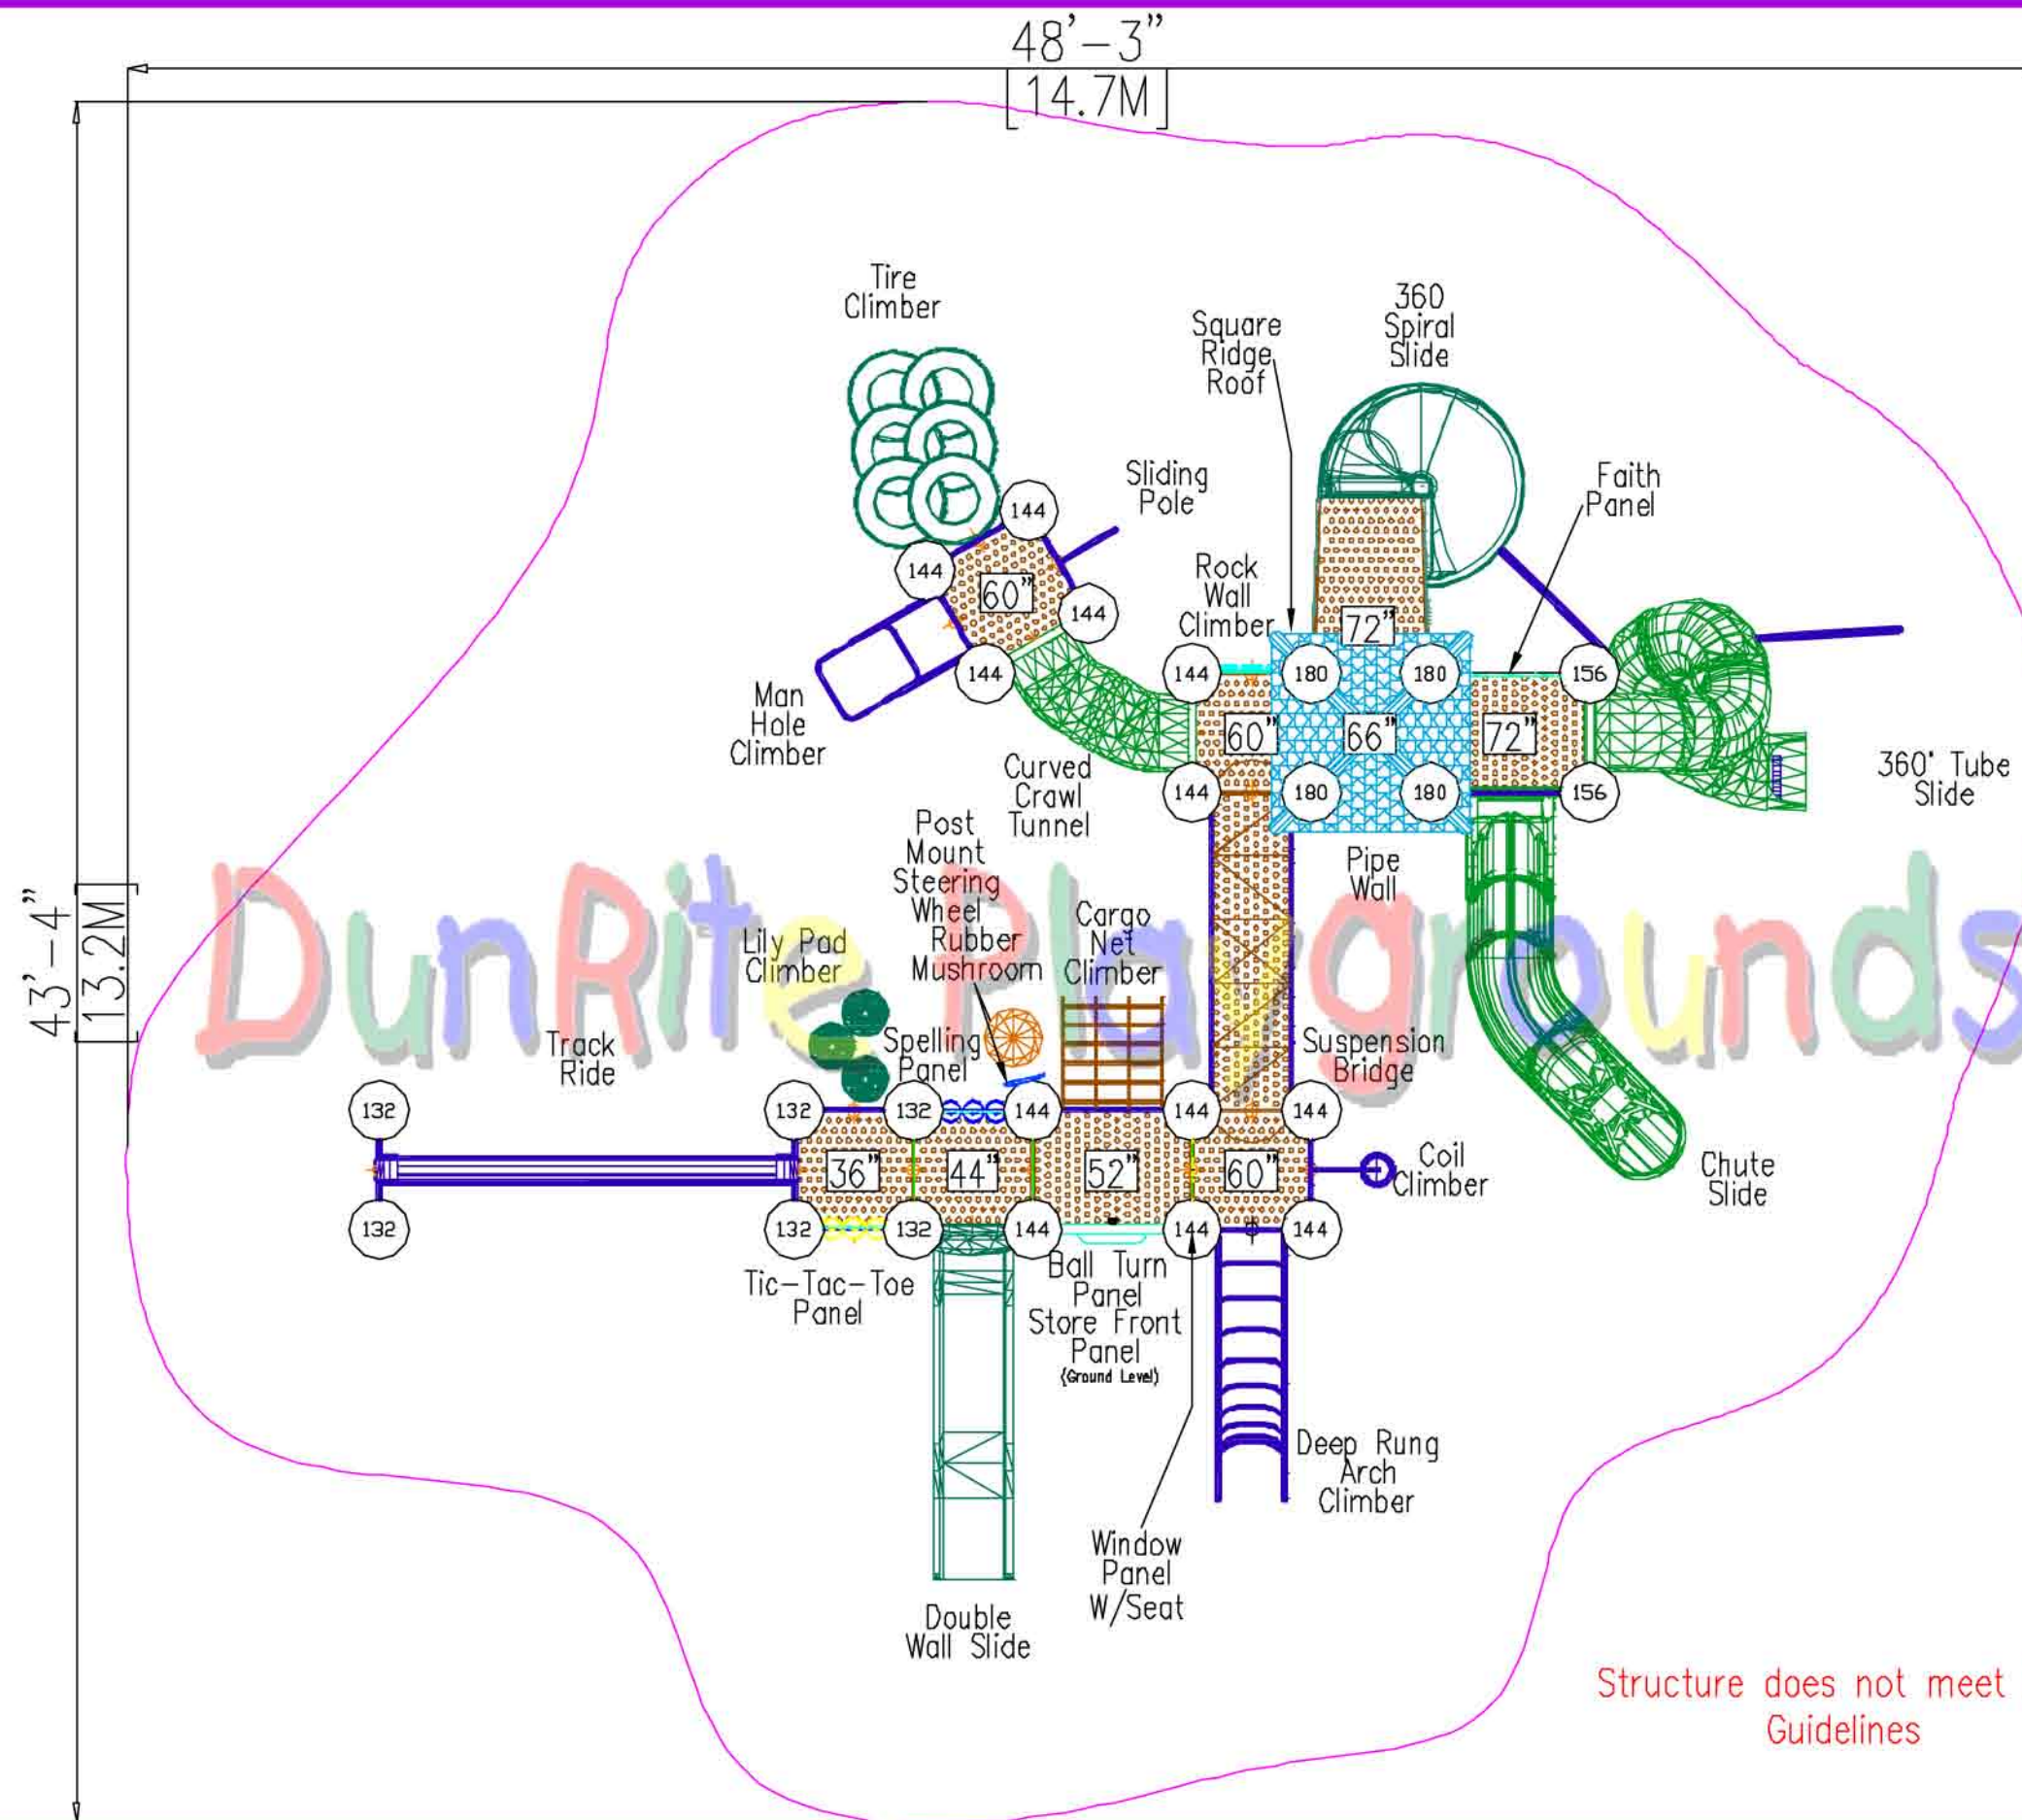 48'-3"
[14.7M]
43'-4"
[13.2M]
Tire
Climber
360
Spiral
Slide
Square
Ridge
Roof
Sliding
Pole
Faith
Panel
144
144
60"
144
144
Rock
Wall
Climber
72"
144
180
180
156
Man
Hole
Climber
60"
66"
72"
360° Tube
Slide
Curved
Crawl
Tunnel
144
180
180
156
Post
Mount
Steering
Wheel
Rubber
Mushroom
Pipe
Wall
DunRite Playgrounds
Lily Pad
Climber
Cargo
Net
Climber
Track
Ride
Spelling
Panel
Suspension
Bridge
132
132
132
144
144
144
36"
44"
52"
60"
Coil
Climber
Chute
Slide
132
132
132
144
144
144
Tic-Tac-Toe
Panel
Ball Turn
Panel
Store Front
Panel
(Ground Level)
Deep Rung
Arch
Climber
Window
Panel
W/Seat
Double
Wall Slide
Structure does not meet
Guidelines